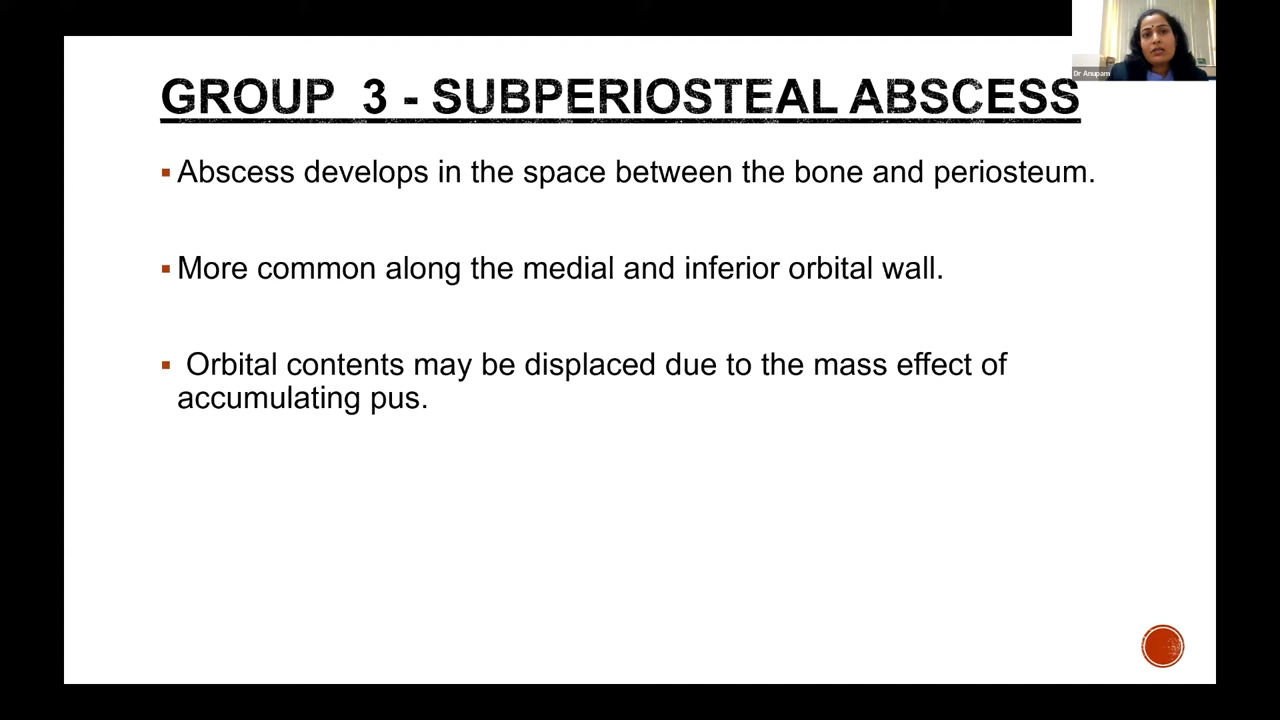 Dr Anupam
GROUP 3 - SUBPERIOSTEAL ABSCESS
▪ Abscess develops in the space between the bone and periosteum.
▪ More common along the medial and inferior orbital wall.
▪ Orbital contents may be displaced due to the mass effect of
accumulating pus.